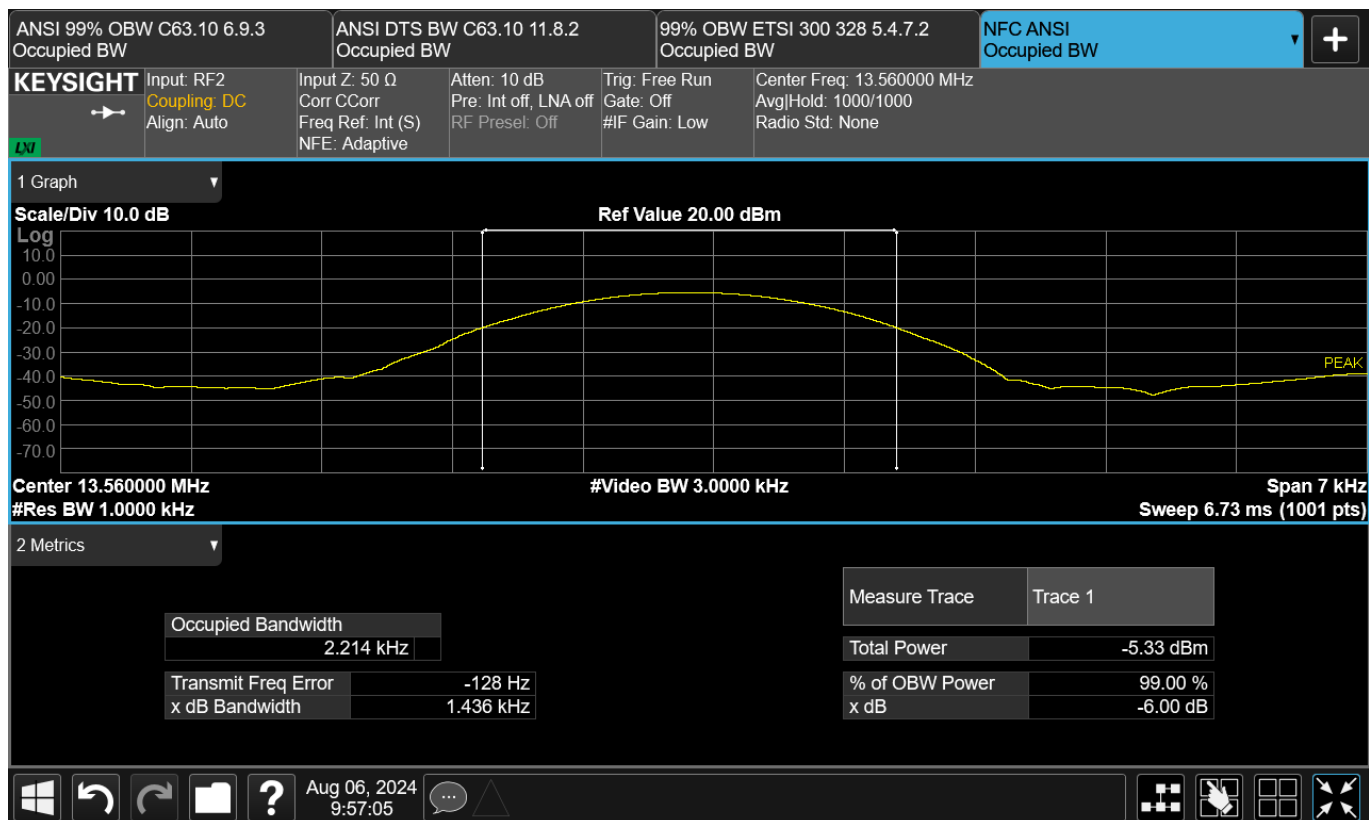 ANSI 99% OBW C63.10 6.9.3
Occupied BW
ANSI DTS BW C63.10 11.8.2
Occupied BW
99% OBW ETSI 300 328 5.4.7.2
Occupied BW
NFC ANSI
Occupied BW
KEYSIGHT
LXI
Input: RF2
Coupling: DC
Align: Auto
Input Z: 50 Ω
Corr CCorr
Freq Ref: Int (S)
NFE: Adaptive
Atten: 10 dB
Pre: Int off, LNA off
RF Presel: Off
Trig: Free Run
Gate: Off
#IF Gain: Low
Center Freq: 13.560000 MHz
Avg|Hold: 1000/1000
Radio Std: None
1 Graph
Scale/Div 10.0 dB
Ref Value 20.00 dBm
Log
10.0
0.00
-10.0
-20.0
-30.0
-40.0
-50.0
-60.0
-70.0
PEAK
Center 13.560000 MHz
#Video BW 3.0000 kHz
Span 7 kHz
#Res BW 1.0000 kHz
Sweep 6.73 ms (1001 pts)
2 Metrics
Occupied Bandwidth
2.214 kHz
Transmit Freq Error -128 Hz
x dB Bandwidth 1.436 kHz
Measure Trace Trace 1
Total Power -5.33 dBm
% of OBW Power 99.00 %
x dB -6.00 dB
Aug 06, 2024
9:57:05